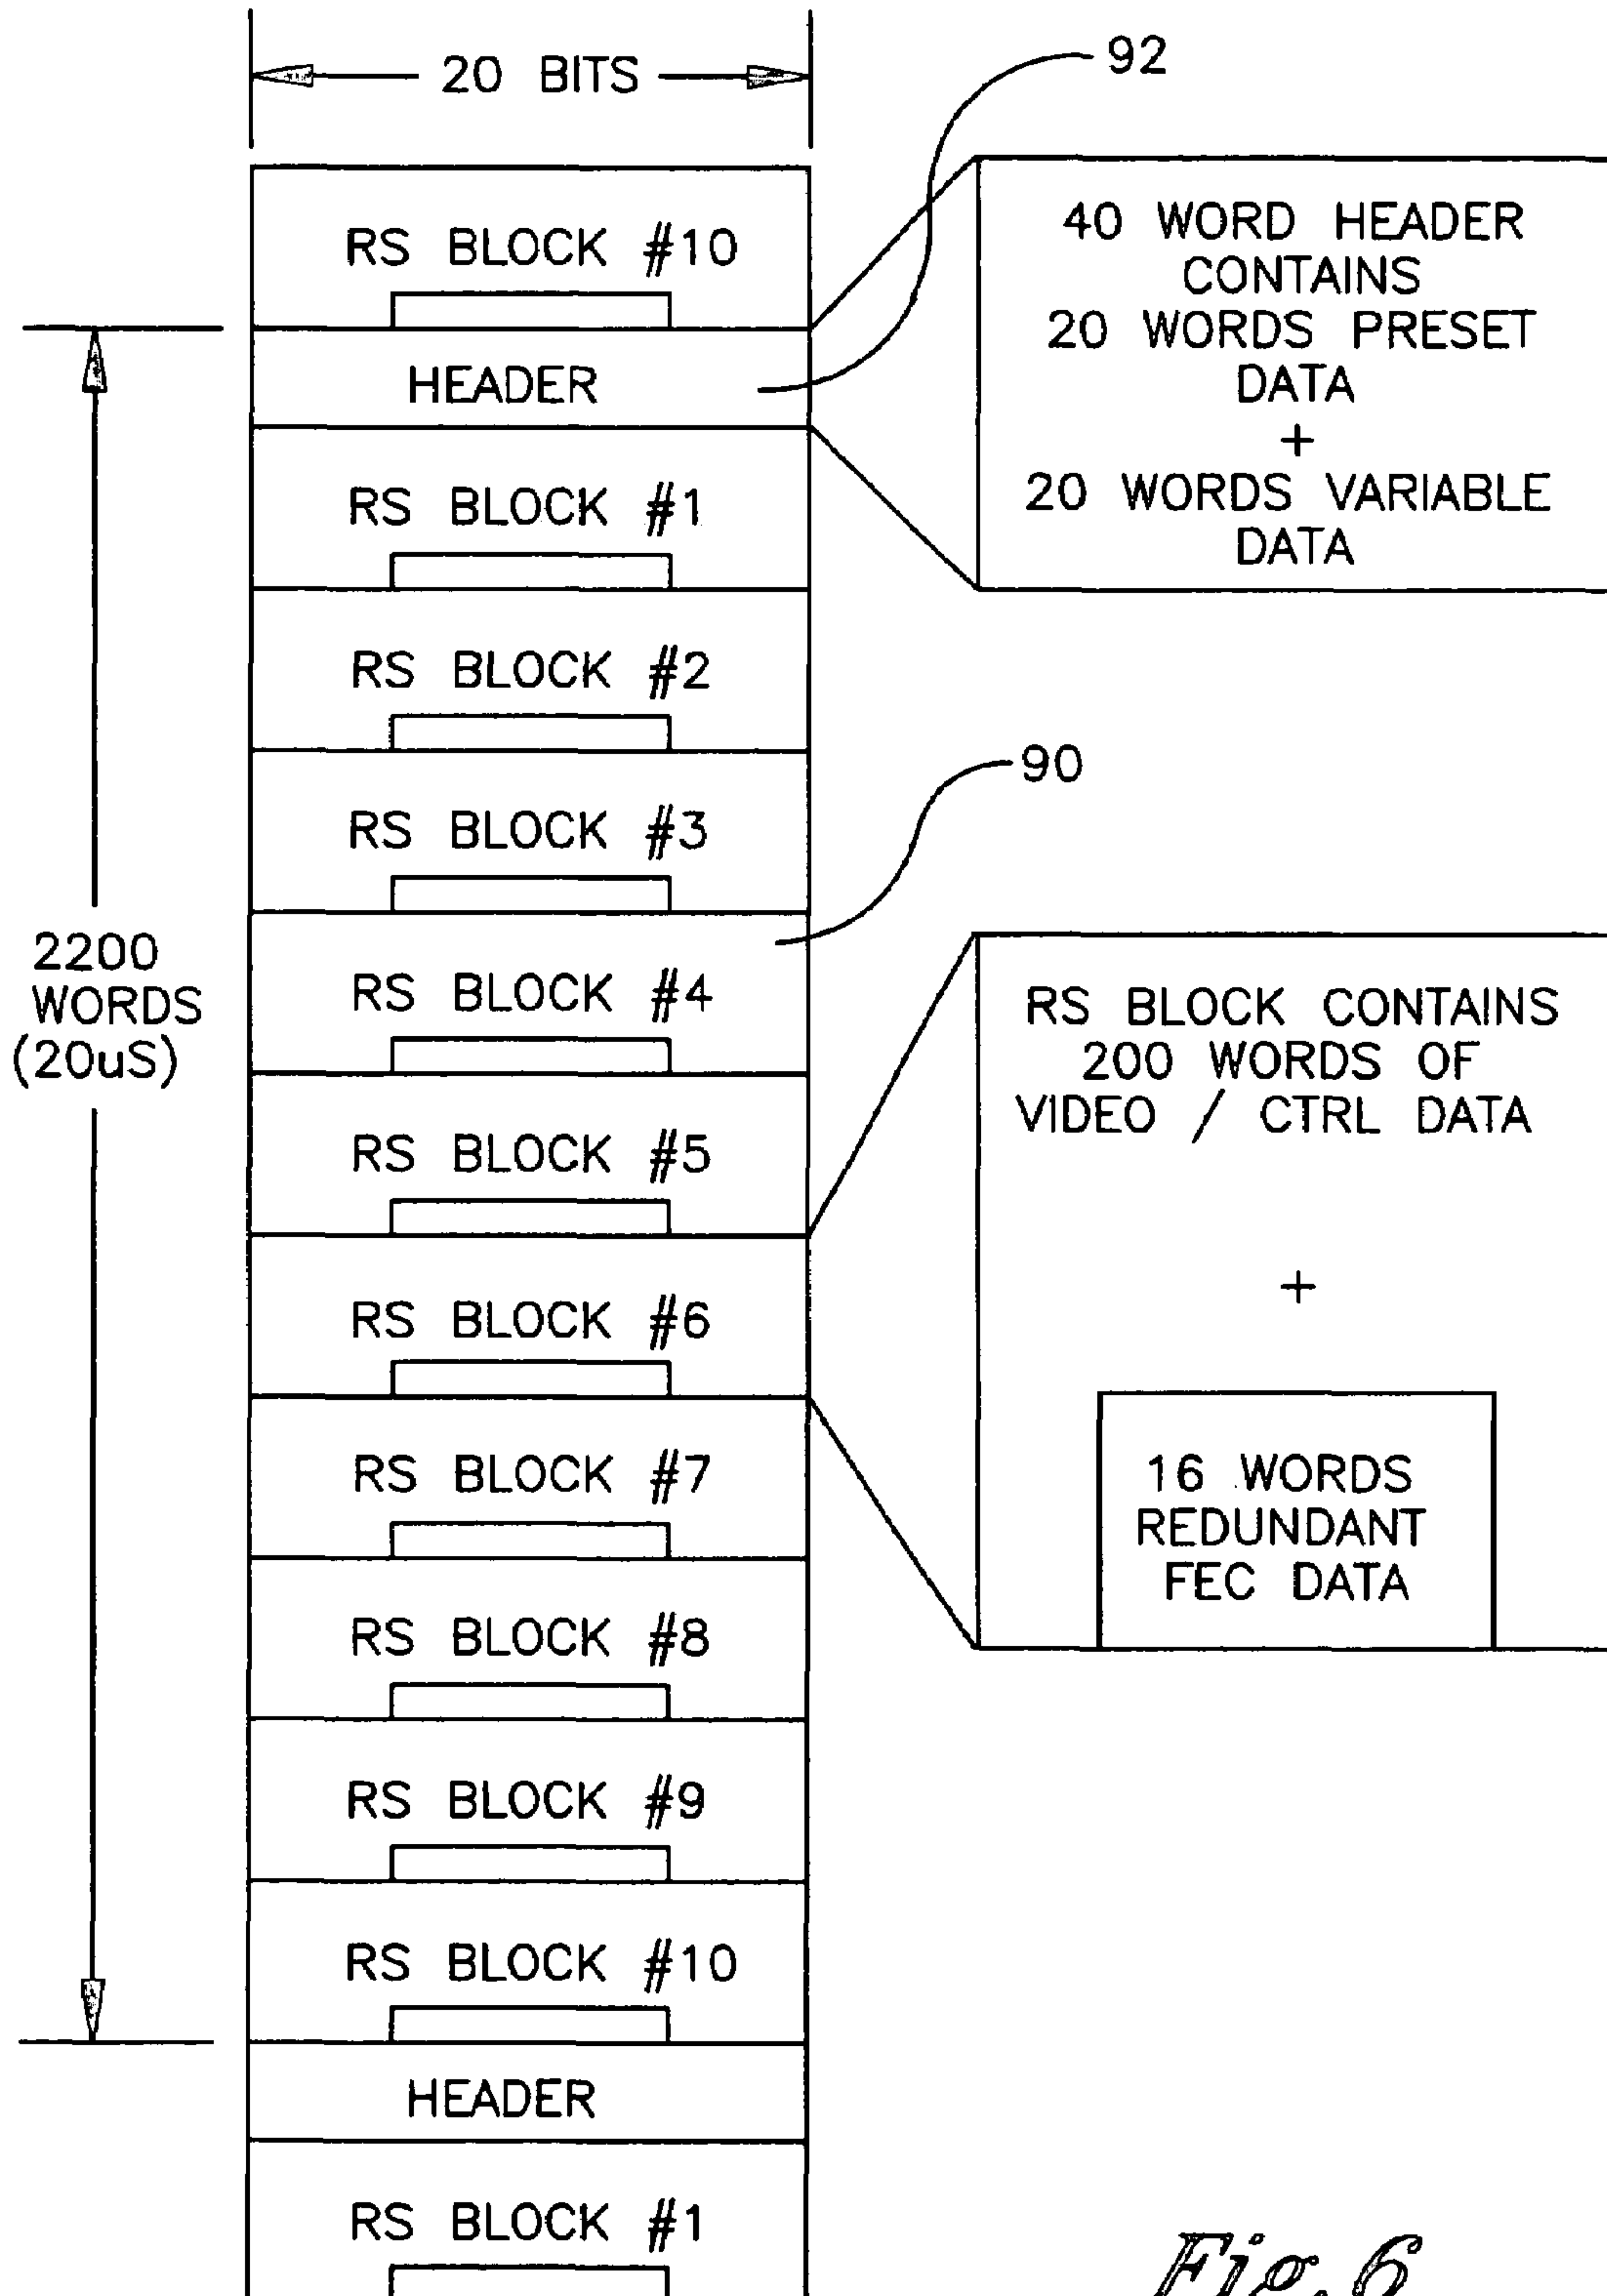 20 BITS
92
RS BLOCK #10
HEADER
40 WORD HEADER
CONTAINS
20 WORDS PRESET
DATA
+
20 WORDS VARIABLE
DATA
RS BLOCK #1
RS BLOCK #2
RS BLOCK #3
90
2200
WORDS
(20uS)
RS BLOCK #4
RS BLOCK #5
RS BLOCK #6
RS BLOCK CONTAINS
200 WORDS OF
VIDEO / CTRL DATA
+
16 WORDS
REDUNDANT
FEC DATA
RS BLOCK #7
RS BLOCK #8
RS BLOCK #9
RS BLOCK #10
HEADER
RS BLOCK #1
Fig. 6